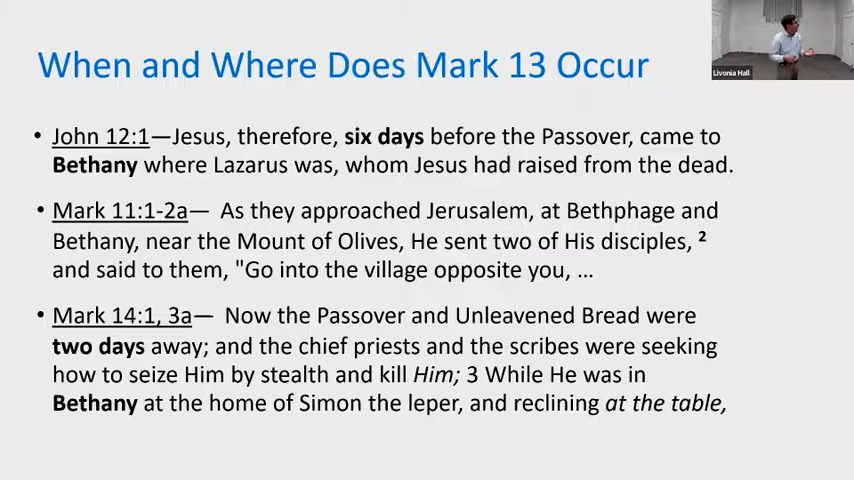 When and Where Does Mark 13 Occur
Livonia Hall
• John 12:1—Jesus, therefore, six days before the Passover, came to
Bethany where Lazarus was, whom Jesus had raised from the dead.
• Mark 11:1-2a— As they approached Jerusalem, at Bethphage and
Bethany, near the Mount of Olives, He sent two of His disciples, ²
and said to them, "Go into the village opposite you, ...
• Mark 14:1, 3a— Now the Passover and Unleavened Bread were
two days away; and the chief priests and the scribes were seeking
how to seize Him by stealth and kill Him; 3 While He was in
Bethany at the home of Simon the leper, and reclining at the table,